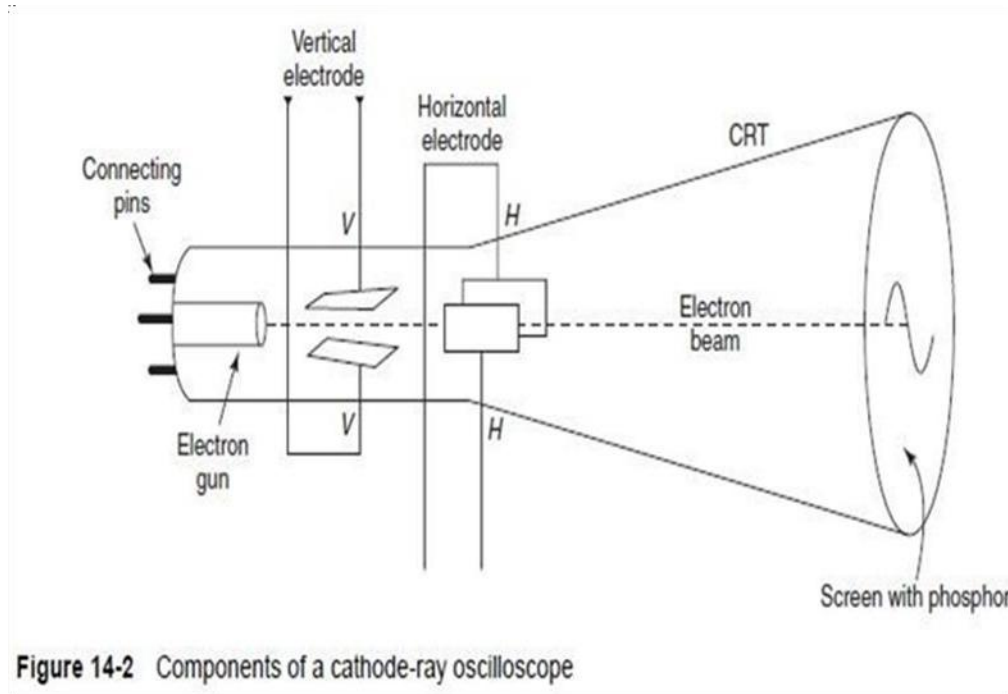 Vertical
electrode
Horizontal
electrode
CRT
Connecting
pins
V
H
Electron
beam
V
H
Electron
gun
Screen with phosphor
Figure 14-2 Components of a cathode-ray oscilloscope